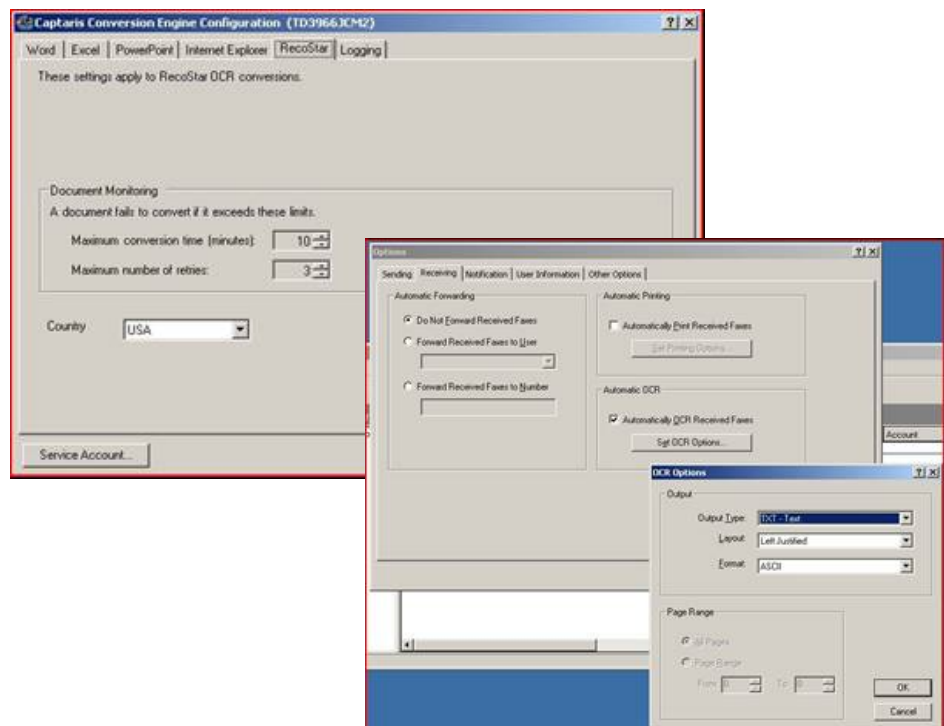 Captaris Conversion Engine Configuration (TD3966JCM2)
Word Excel PowerPoint Internet Explorer RecoStar Logging
These settings apply to RecoStar OCR conversions.
Document Monitoring
A document fails to convert if it exceeds these limits.
Maximum conversion time (minutes): 10
Maximum number of retries: 3
Country USA
Service Account...
Options
Sending Receiving Notification User Information Other Options
Automatic Forwarding
Do Not Forward Received Faxes
Forward Received Faxes to User
Forward Received Faxes to Number
Automatic Printing
Automatically Print Received Faxes
Set Printing Options...
Automatic OCR
Automatically OCR Received Faxes
Set OCR Options...
Account
OCR Options
Output
Output Type: TXT - Text
Layout: Left Justified
Format: ASCII
Page Range
All Pages
Page Range
From: 0 To: 0
OK
Cancel